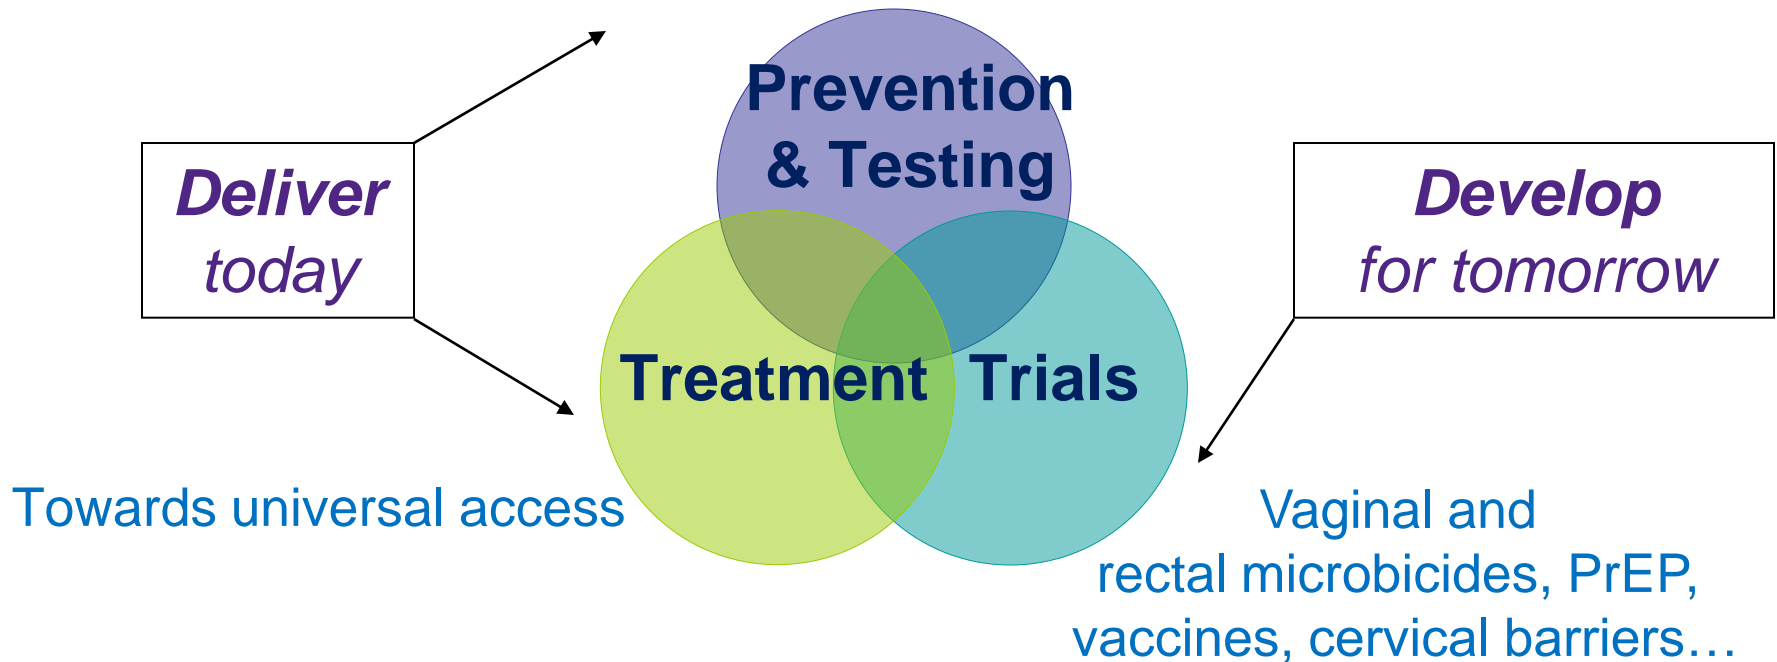 Prevention
& Testing
Deliver
today
Develop
for tomorrow
Treatment
Trials
Towards universal access
Vaginal and
rectal microbicides, PrEP,
vaccines, cervical barriers…